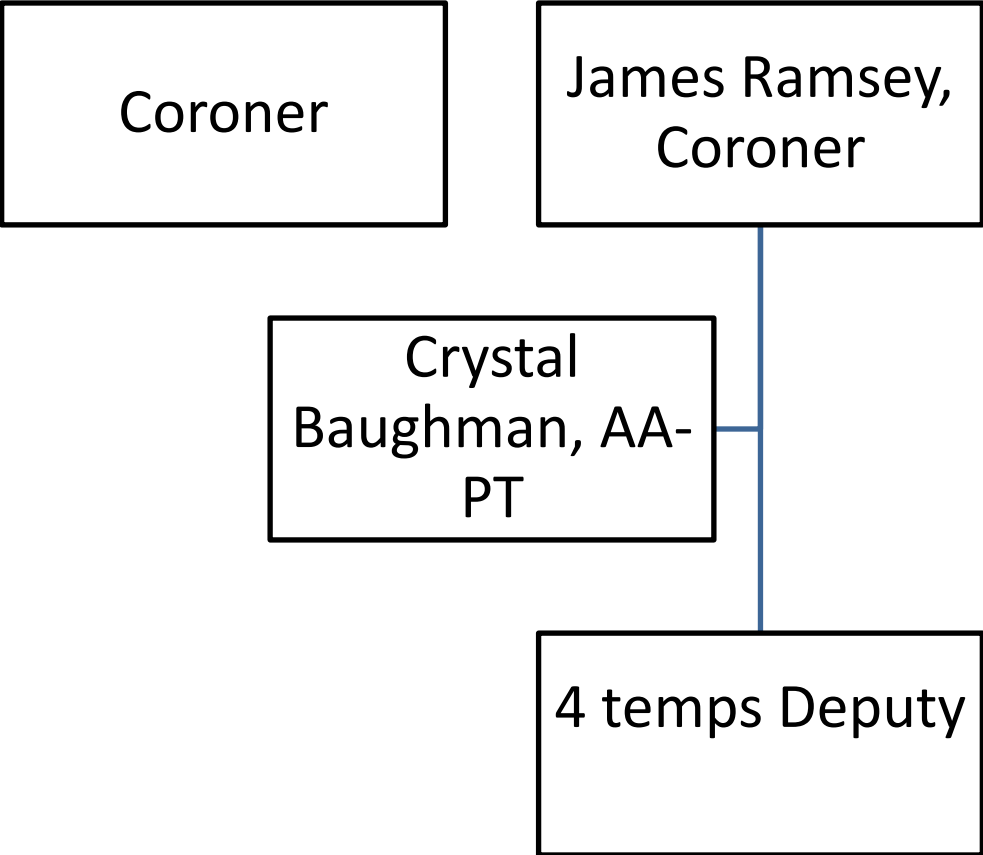 Coroner
James Ramsey,
Coroner
Crystal
Baughman, AA-
PT
4 temps Deputy